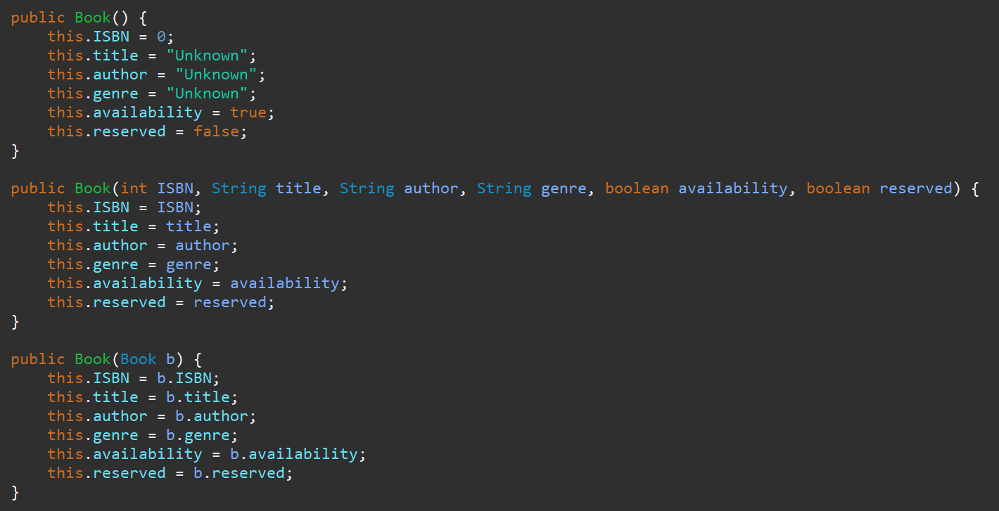 public Book() {
    this.ISBN = 0;
    this.title = "Unknown";
    this.author = "Unknown";
    this.genre = "Unknown";
    this.availability = true;
    this.reserved = false;
}

public Book(int ISBN, String title, String author, String genre, boolean availability, boolean reserved) {
    this.ISBN = ISBN;
    this.title = title;
    this.author = author;
    this.genre = genre;
    this.availability = availability;
    this.reserved = reserved;
}

public Book(Book b) {
    this.ISBN = b.ISBN;
    this.title = b.title;
    this.author = b.author;
    this.genre = b.genre;
    this.availability = b.availability;
    this.reserved = b.reserved;
}